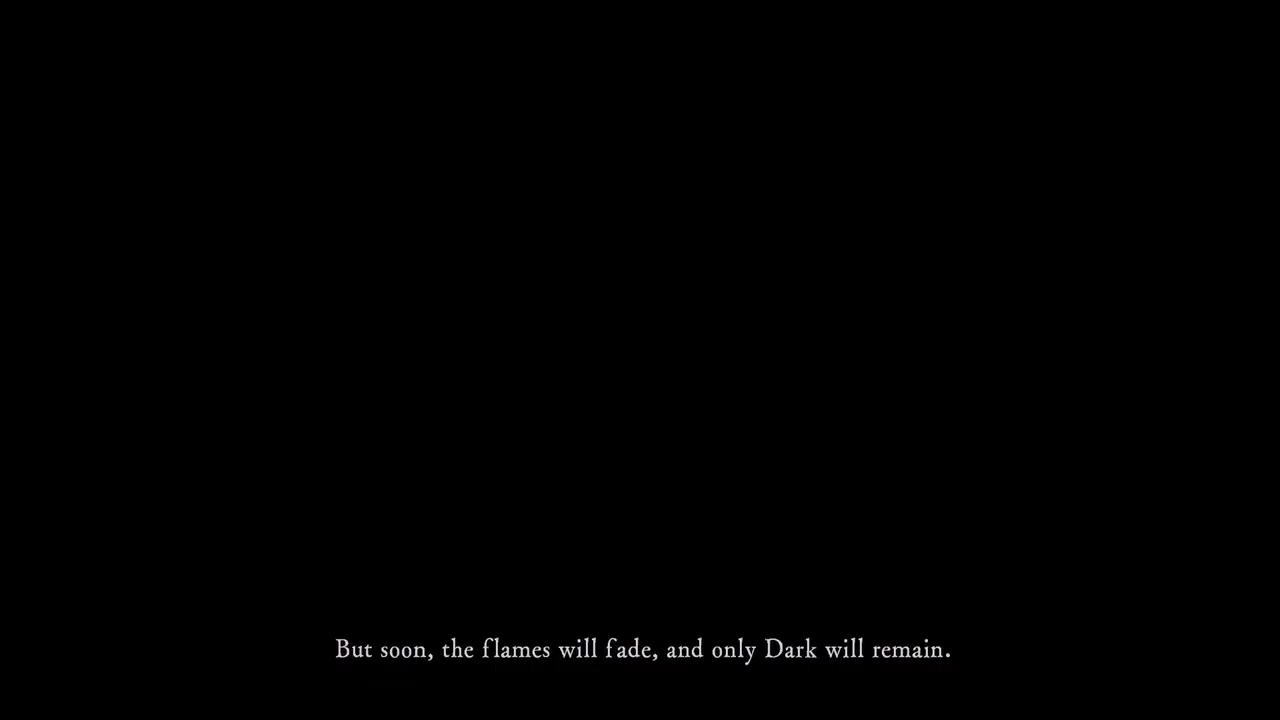 But soon, the flames will fade, and only Dark will remain.